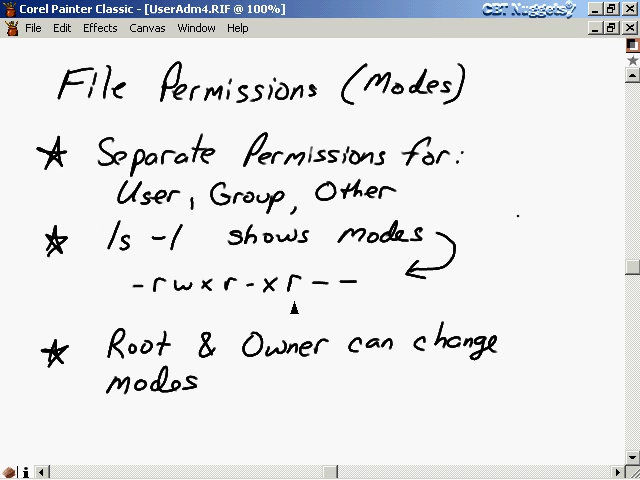 Corel Painter Classic - [UserAdm4.RIF @ 100%]
CBT Nuggets
File Edit Effects Canvas Window Help
File Permissions (Modes)
Separate Permissions for:
User, Group, Other
ls -l shows modes
-rwxr-xr--
Root & Owner can change
modes